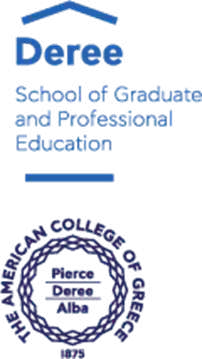 Deree
School of Graduate
and Professional
Education
THE AMERICAN COLLEGE OF GREECE
Pierce
Deree
Alba
1875